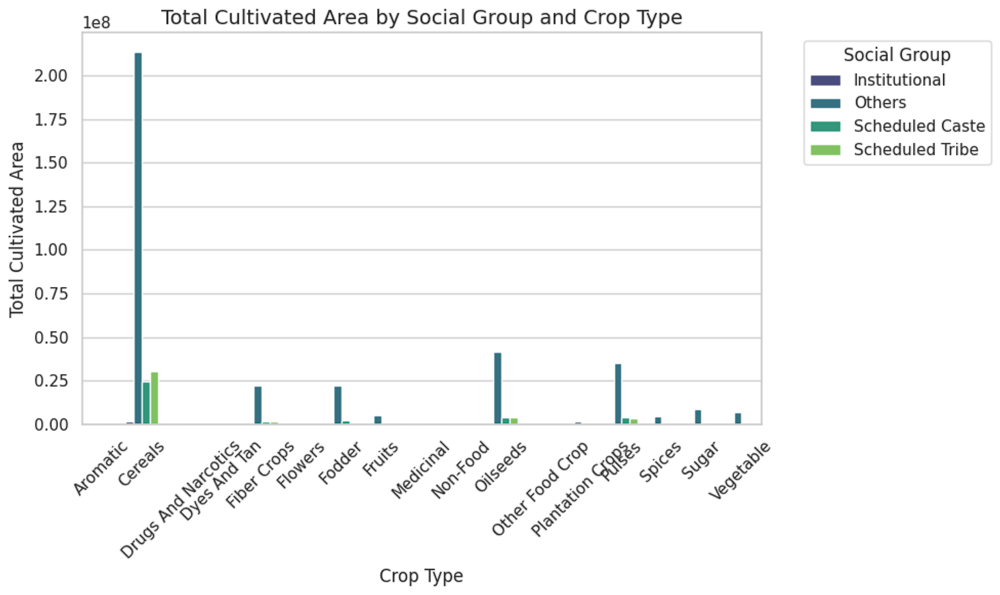 Total Cultivated Area by Social Group and Crop Type
1e8
2.00
1.75
1.50
1.25
1.00
0.75
0.50
0.25
0.00
Total Cultivated Area
Aromatic
Cereals
Drugs And Narcotics
Dyes And Tan
Fiber Crops
Flowers
Fodder
Fruits
Medicinal
Non-Food
Oilseeds
Other Food Crop
Plantation Crops
Pulses
Spices
Sugar
Vegetable
Crop Type
Social Group
Institutional
Others
Scheduled Caste
Scheduled Tribe